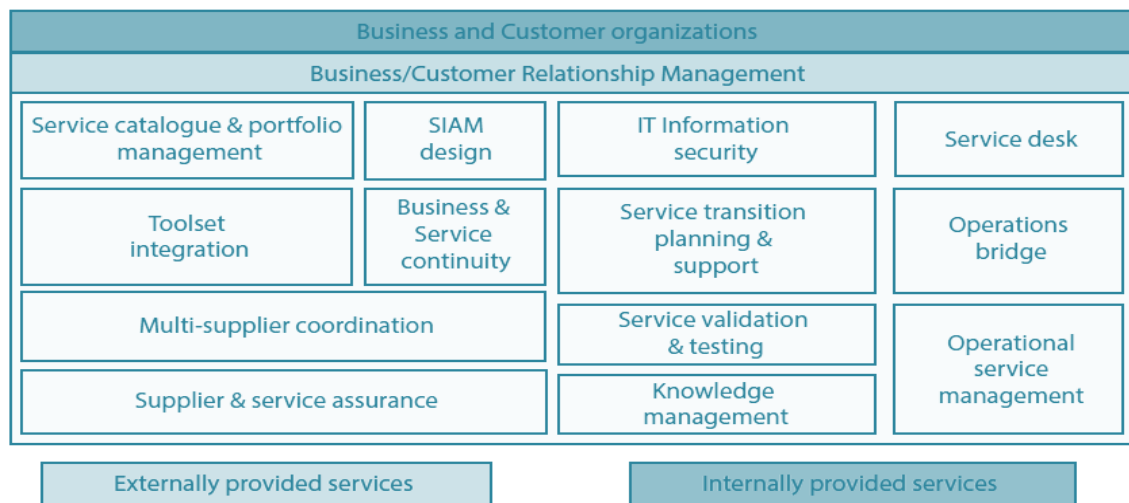 Business and Customer organizations
Business/Customer Relationship Management
Service catalogue & portfolio
management
SIAM
design
IT Information
security
Service desk
Toolset
integration
Business &
Service
continuity
Service transition
planning &
support
Operations
bridge
Multi-supplier coordination
Service validation
& testing
Operational
service
management
Supplier & service assurance
Knowledge
management
Externally provided services
Internally provided services